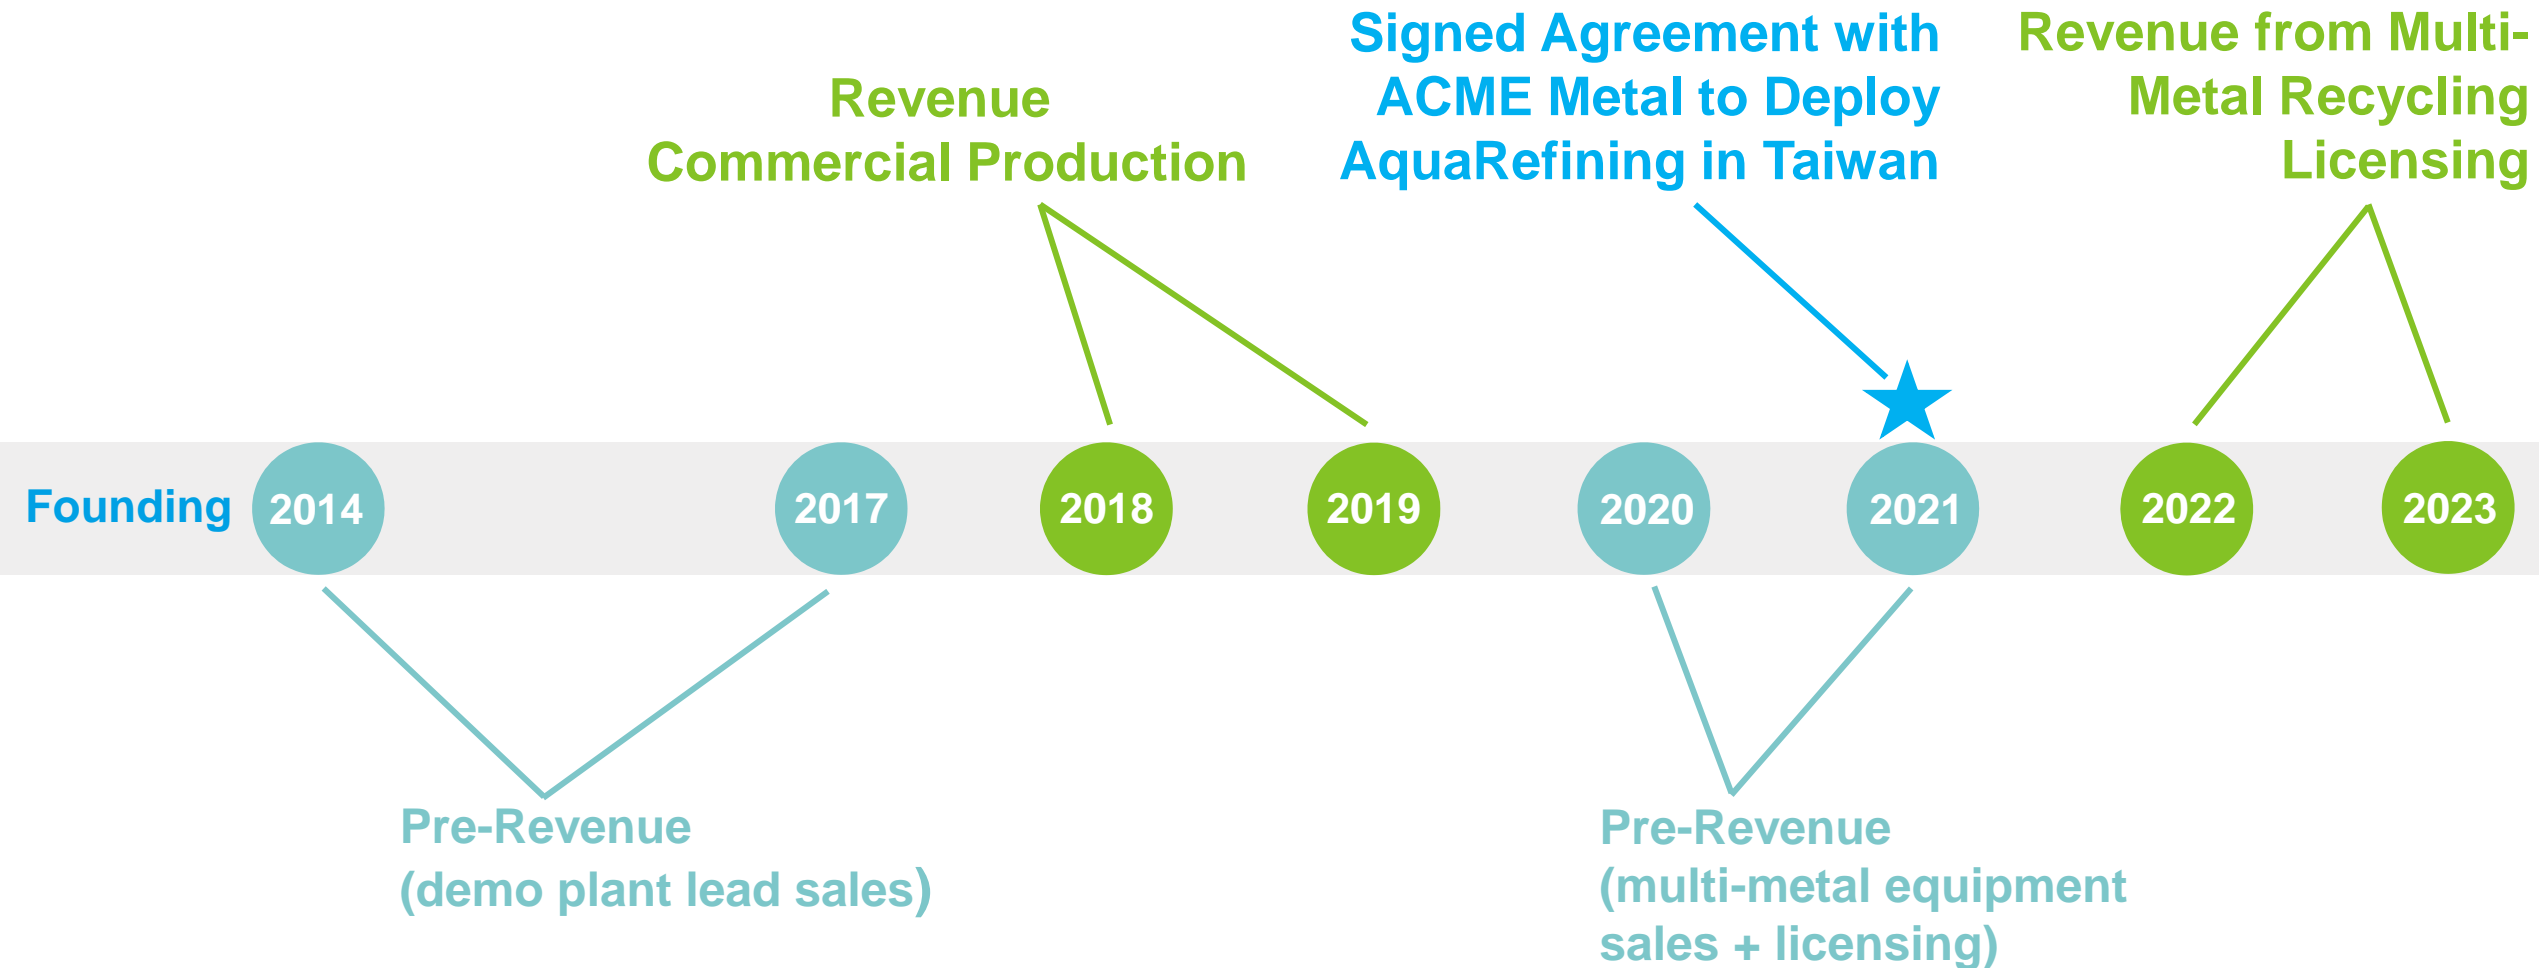 Revenue
Commercial Production
Signed Agreement with
ACME Metal to Deploy
AquaRefining in Taiwan
Revenue from Multi-
Metal Recycling
Licensing
Founding
2014
2017
2018
2019
2020
2021
2022
2023
Pre-Revenue
(demo plant lead sales)
Pre-Revenue
(multi-metal equipment
sales + licensing)